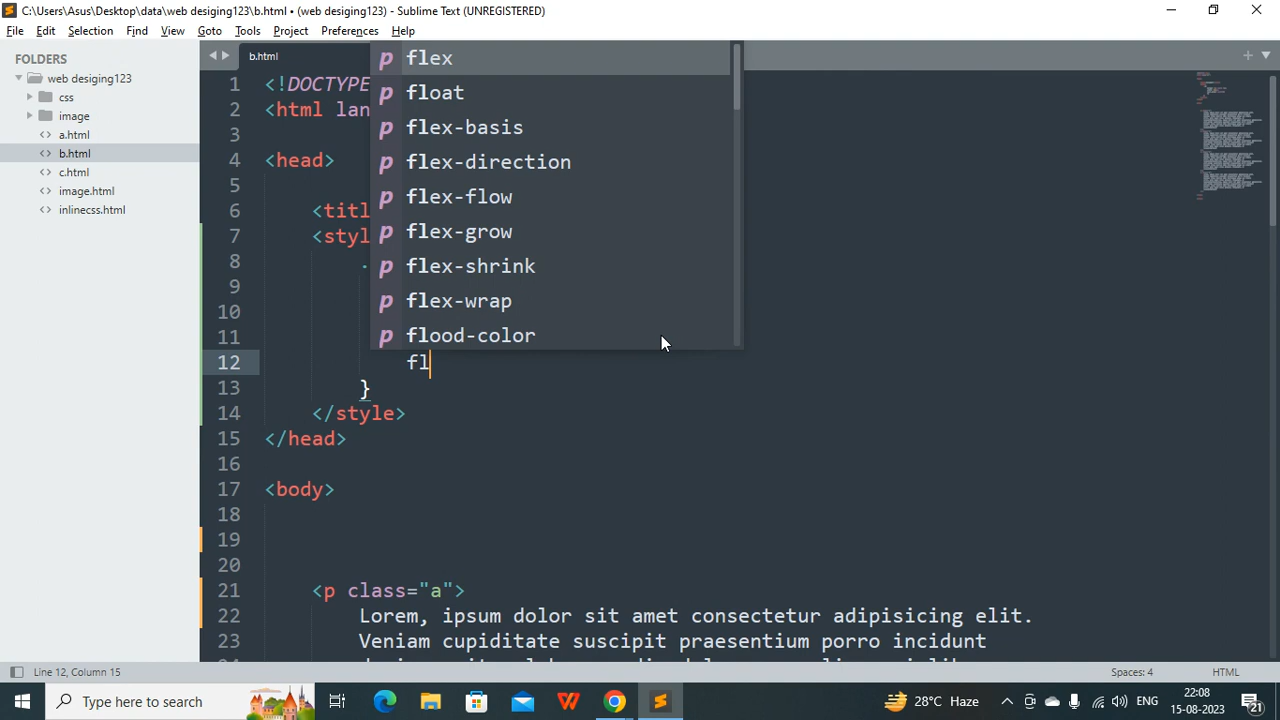 C:\Users\Asus\Desktop\data\web desiging123\b.html • (web desiging123) - Sublime Text (UNREGISTERED)
File Edit Selection Find View Goto Tools Project Preferences Help
FOLDERS
web desiging123
css
image
a.html
b.html
c.html
image.html
inlinecss.html
b.html
p flex
p float
p flex-basis
p flex-direction
p flex-flow
p flex-grow
p flex-shrink
p flex-wrap
p flood-color
1 <!DOCTYPE
2 <html lan
3
4 <head>
5
6 <titl
7 <styl
8 .
9
10
11
12 fl
13 }
14 </style>
15 </head>
16
17 <body>
18
19
20
21 <p class="a">
22 Lorem, ipsum dolor sit amet consectetur adipisicing elit.
23 Veniam cupiditate suscipit praesentium porro incidunt
Line 12, Column 15
Spaces: 4
HTML
Type here to search
28°C Haze
ENG
22:08
15-08-2023
21